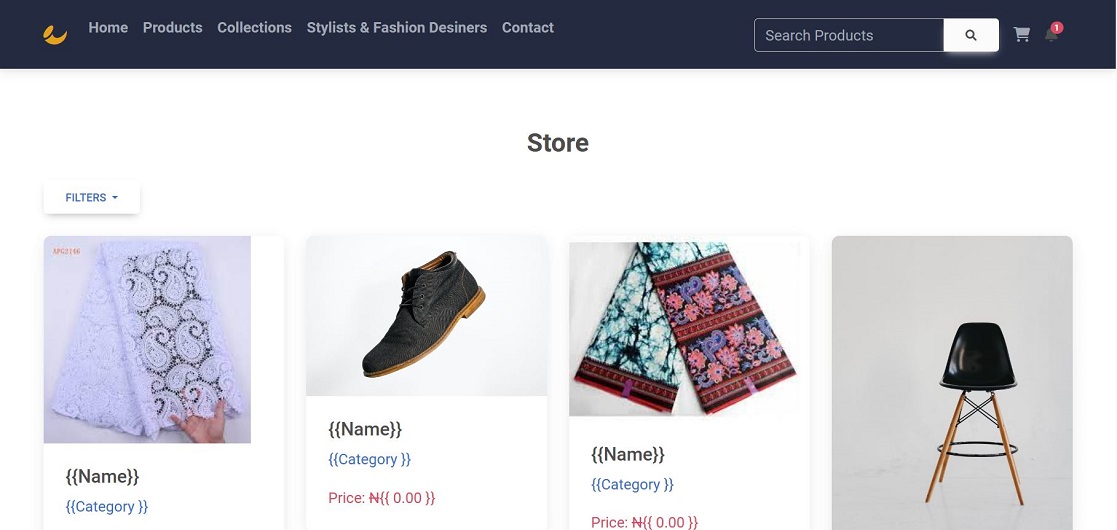 Home Products Collections Stylists & Fashion Desiners Contact Search Products 1
Store
FILTERS
APG2146
{{Name}}
{{Category }}
{{Name}}
{{Category }}
Price: ₦{{ 0.00 }}
{{Name}}
{{Category }}
Price: ₦{{ 0.00 }}